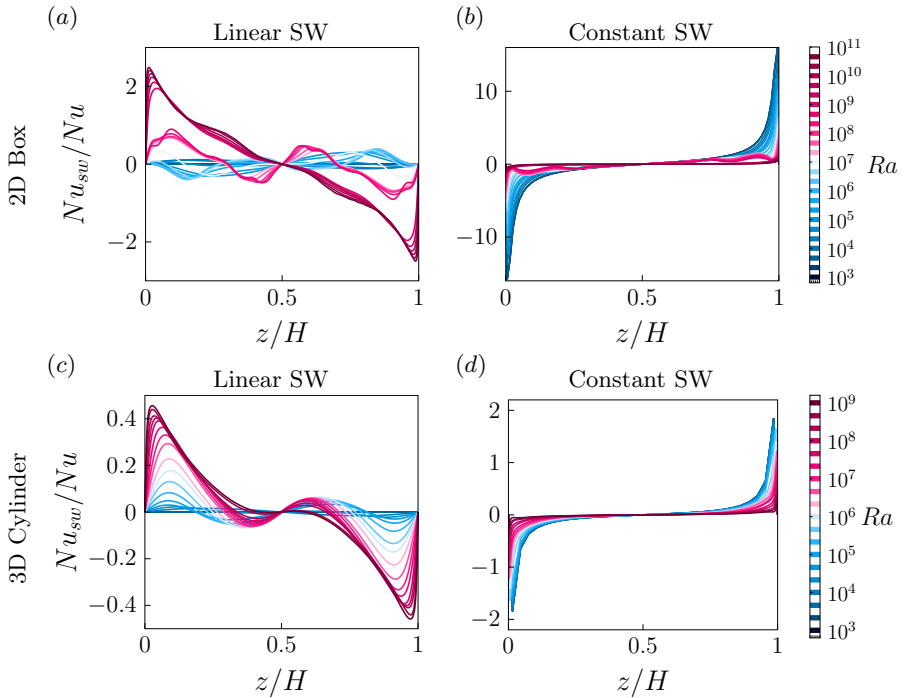 (a)
Linear SW
(b)
Constant SW
2D Box
Nu_{sw}/Nu
2
0
−2
0
0.5
1
z/H
10
0
−10
0
0.5
1
z/H
10^{11}
10^{10}
10^{9}
10^{8}
10^{7}
10^{6}
10^{5}
10^{4}
10^{3}
Ra
(c)
Linear SW
(d)
Constant SW
3D Cylinder
Nu_{sw}/Nu
0.4
0.2
0
−0.2
−0.4
0
0.5
1
z/H
2
1
0
−1
−2
0
0.5
1
z/H
10^{9}
10^{8}
10^{7}
10^{6}
10^{5}
10^{4}
10^{3}
Ra